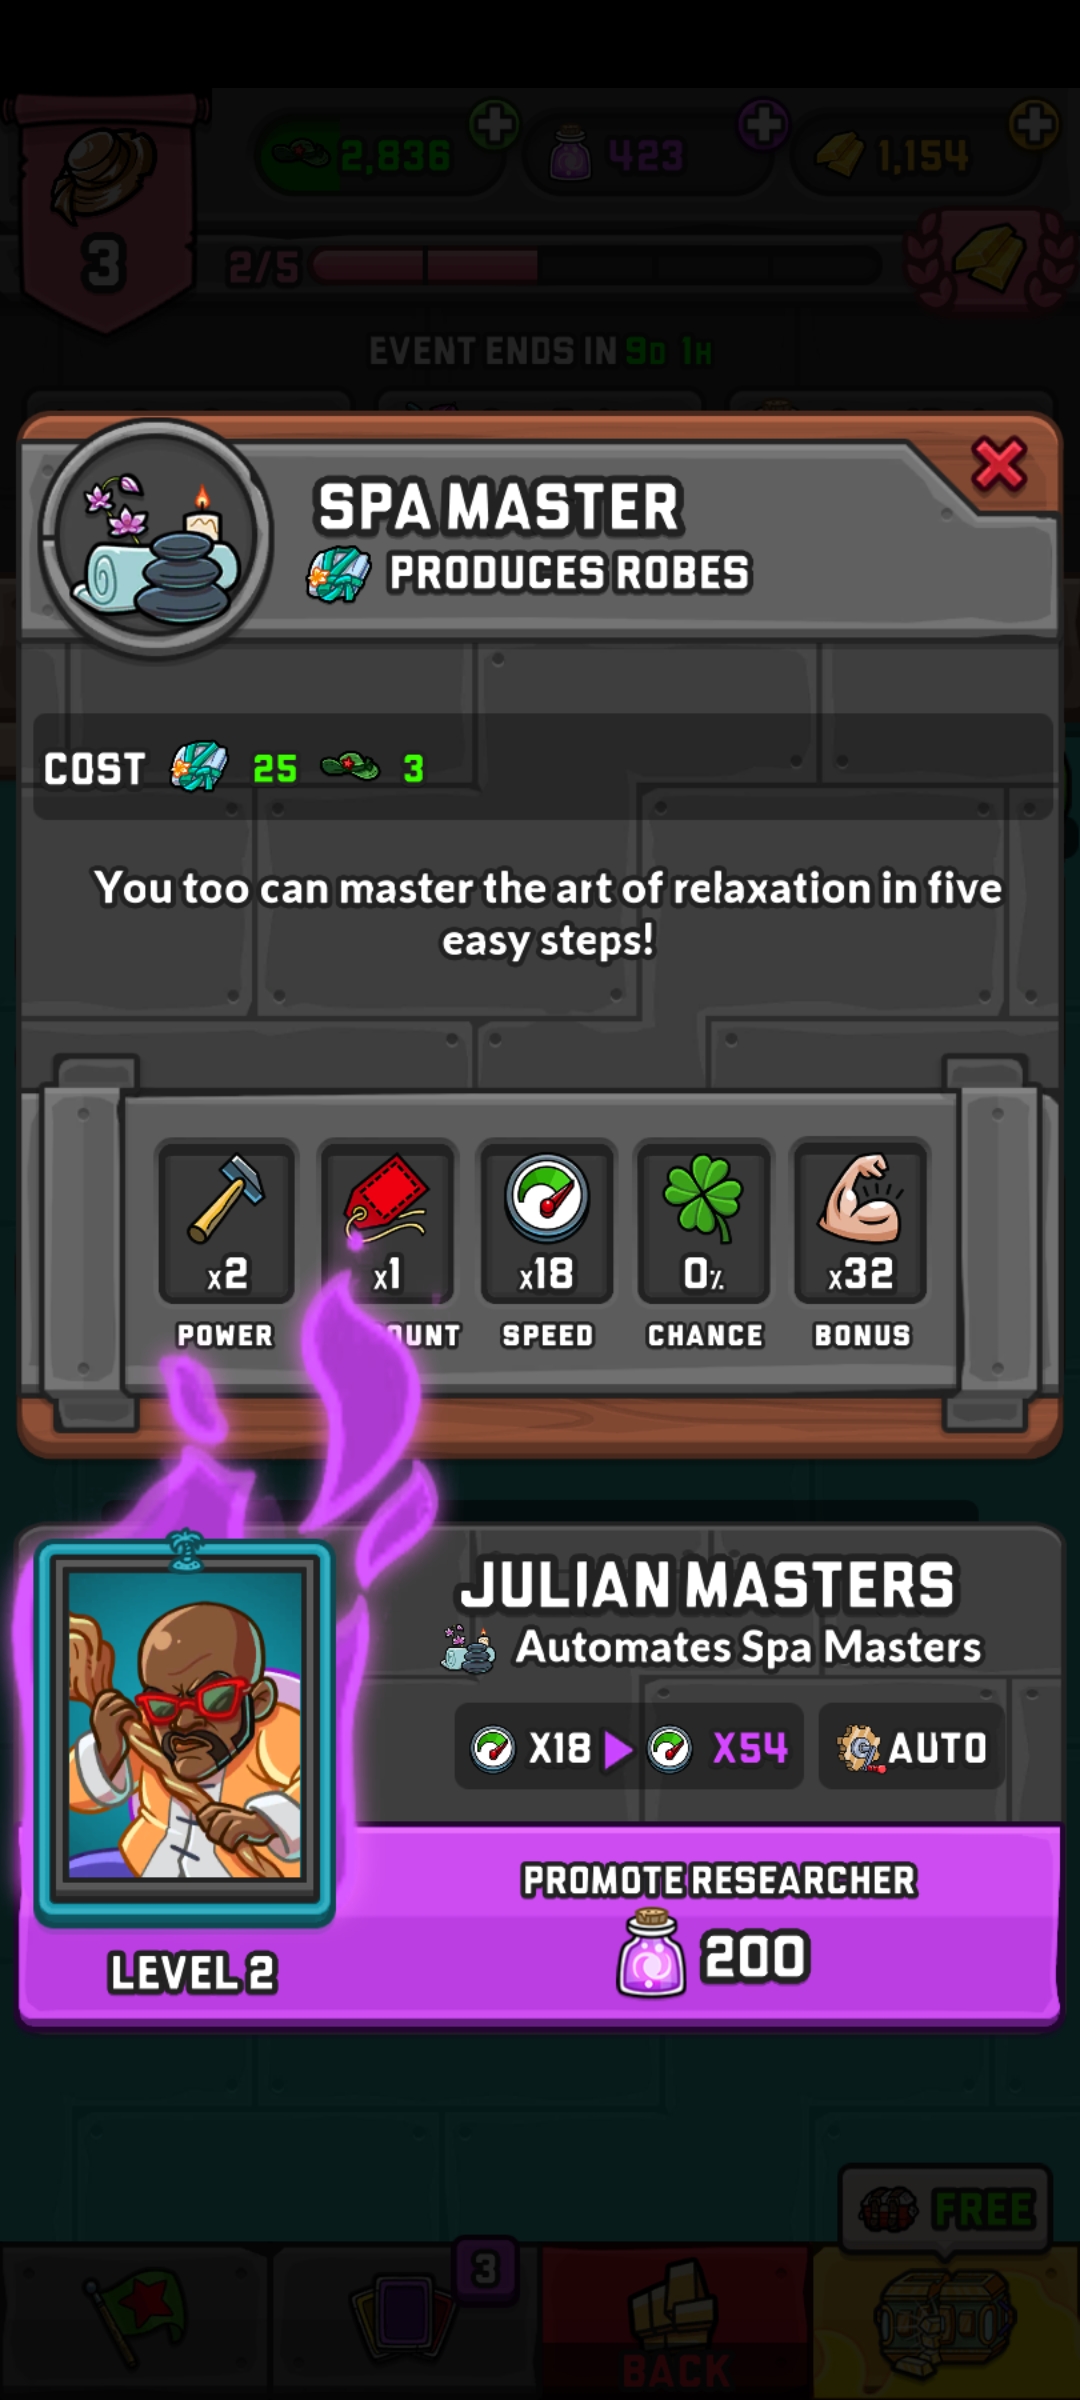 2,836
423
1,154
3
2/5
EVENT ENDS IN 9D 1H
SPA MASTER
PRODUCES ROBES
COST 25 3
You too can master the art of relaxation in five
easy steps!
x2 x1 x18 0% x32
POWER OUNT SPEED CHANCE BONUS
JULIAN MASTERS
Automates Spa Masters
X18 X54 AUTO
PROMOTE RESEARCHER
200
LEVEL 2
FREE
3
BACK